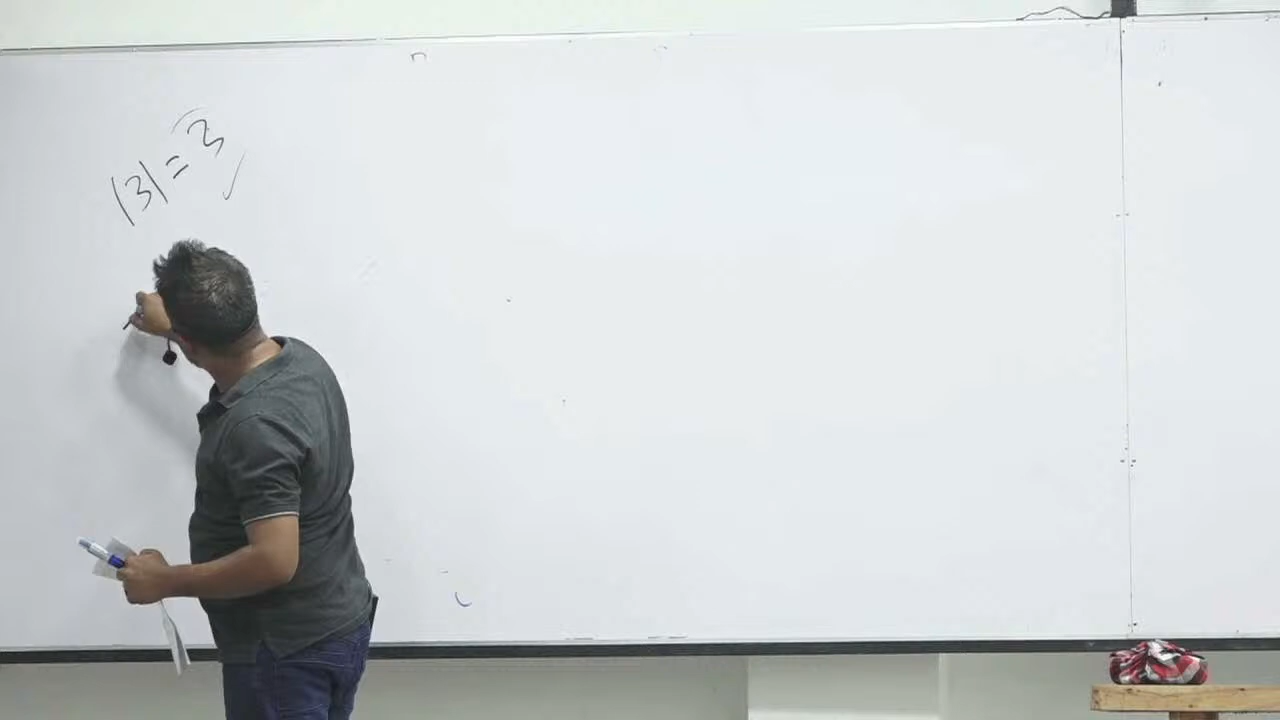 |3| = 3